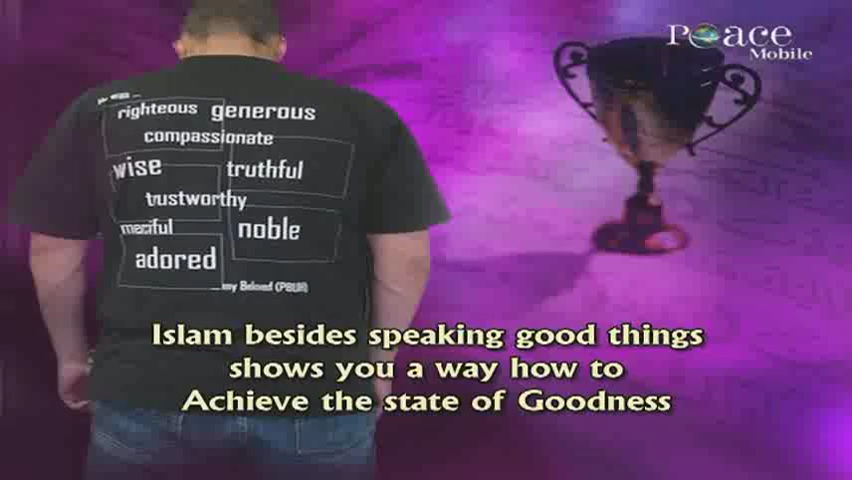 Peace
Mobile
righteous generous
compassionate
wise truthful
trustworthy
merciful noble
adored
my Beloved (PBUH)
Islam besides speaking good things
shows you a way how to
Achieve the state of Goodness